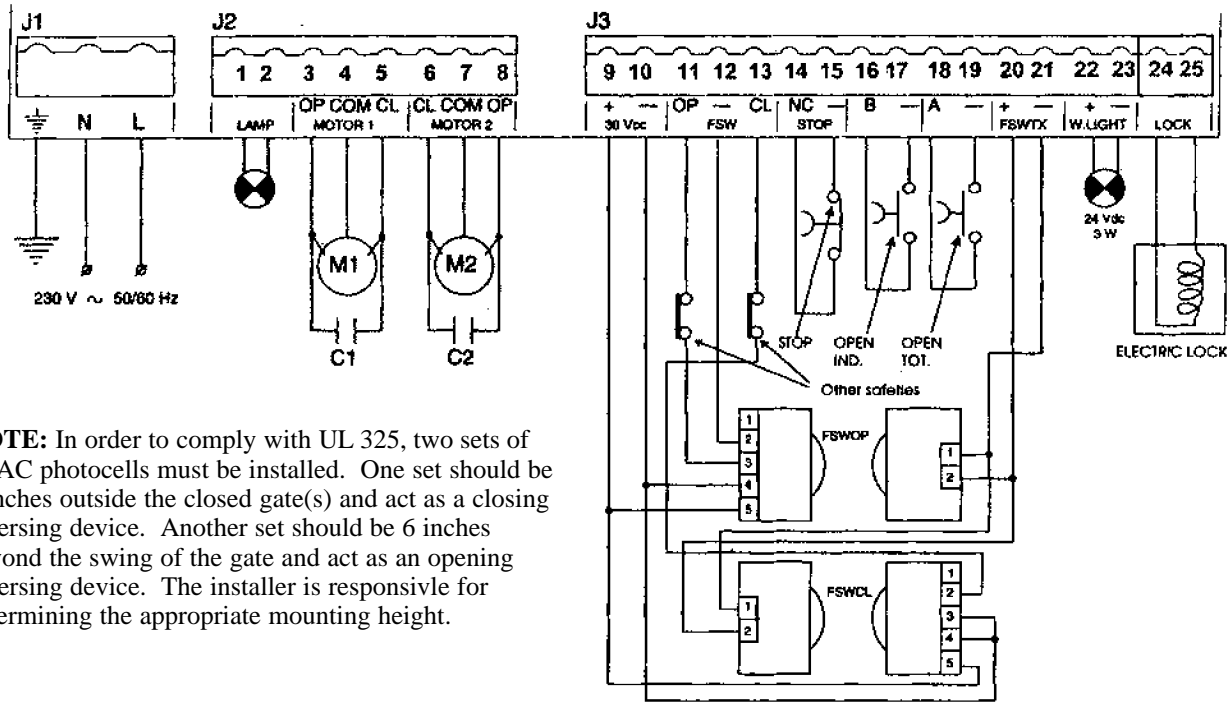 J1 J2 J3
1 2 3 4 5 6 7 8 9 10 11 12 13 14 15 16 17 18 19 20 21 22 23 24 25
OP COM CL CL COM OP + — OP — CL NC — B — A — + — + —
N L LAMP MOTOR 1 MOTOR 2 30 VDC FSW STOP FSWTX W.LIGHT LOCK
24 Vdc
3 W
M1 M2
230 V ~ 50/60 Hz
C1 C2
STOP OPEN IND. OPEN TOT.
ELECTRIC LOCK
Other safeties
OTE: In order to comply with UL 325, two sets of
AC photocells must be installed. One set should be
nches outside the closed gate(s) and act as a closing
ersing device. Another set should be 6 inches
yond the swing of the gate and act as an opening
ersing device. The installer is responsivle for
ermining the appropriate mounting height.
FSWOP
1
2
3
4
5
1
2
FSWCL
1
2
1
2
3
4
5